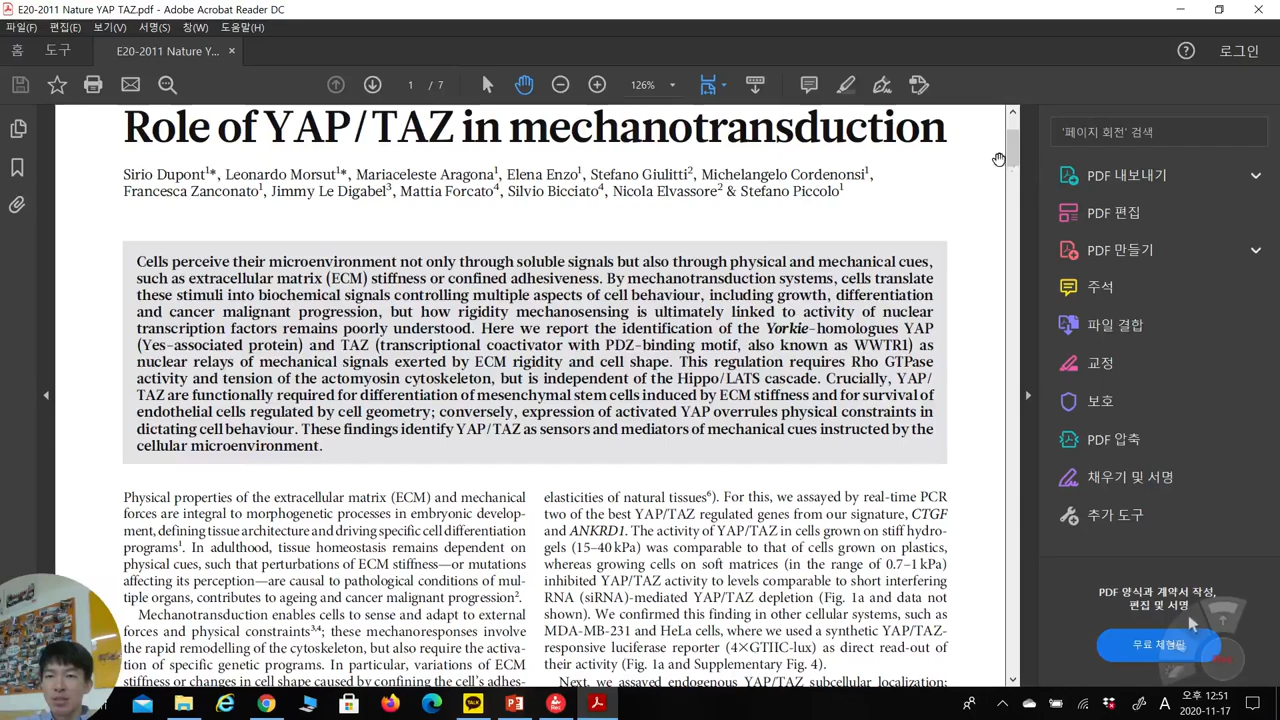 E20-2011 Nature YAP TAZ.pdf - Adobe Acrobat Reader DC
파일(F) 편집(E) 보기(V) 서명(S) 창(W) 도움말(H)
홈 도구 E20-2011 Nature Y... × 로그인
1 / 7 126%
Role of YAP/TAZ in mechanotransduction
Sirio Dupont¹*, Leonardo Morsut¹*, Mariaceleste Aragona¹, Elena Enzo¹, Stefano Giulitti², Michelangelo Cordenonsi¹,
Francesca Zanconato¹, Jimmy Le Digabel³, Mattia Forcato⁴, Silvio Bicciato⁴, Nicola Elvassore² & Stefano Piccolo¹
Cells perceive their microenvironment not only through soluble signals but also through physical and mechanical cues,
such as extracellular matrix (ECM) stiffness or confined adhesiveness. By mechanotransduction systems, cells translate
these stimuli into biochemical signals controlling multiple aspects of cell behaviour, including growth, differentiation
and cancer malignant progression, but how rigidity mechanosensing is ultimately linked to activity of nuclear
transcription factors remains poorly understood. Here we report the identification of the Yorkie-homologues YAP
(Yes-associated protein) and TAZ (transcriptional coactivator with PDZ-binding motif, also known as WWTR1) as
nuclear relays of mechanical signals exerted by ECM rigidity and cell shape. This regulation requires Rho GTPase
activity and tension of the actomyosin cytoskeleton, but is independent of the Hippo/LATS cascade. Crucially, YAP/
TAZ are functionally required for differentiation of mesenchymal stem cells induced by ECM stiffness and for survival of
endothelial cells regulated by cell geometry; conversely, expression of activated YAP overrules physical constraints in
dictating cell behaviour. These findings identify YAP/TAZ as sensors and mediators of mechanical cues instructed by the
cellular microenvironment.
Physical properties of the extracellular matrix (ECM) and mechanical
forces are integral to morphogenetic processes in embryonic develop-
ment, defining tissue architecture and driving specific cell differentiation
programs¹. In adulthood, tissue homeostasis remains dependent on
physical cues, such that perturbations of ECM stiffness—or mutations
affecting its perception—are causal to pathological conditions of mul-
tiple organs, contributes to ageing and cancer malignant progression².
Mechanotransduction enables cells to sense and adapt to external
forces and physical constraints³,⁴; these mechanoresponses involve
the rapid remodelling of the cytoskeleton, but also require the activa-
tion of specific genetic programs. In particular, variations of ECM
stiffness or changes in cell shape caused by confining the cell's adhes-
elasticities of natural tissues⁶). For this, we assayed by real-time PCR
two of the best YAP/TAZ regulated genes from our signature, CTGF
and ANKRD1. The activity of YAP/TAZ in cells grown on stiff hydro-
gels (15–40 kPa) was comparable to that of cells grown on plastics,
whereas growing cells on soft matrices (in the range of 0.7–1 kPa)
inhibited YAP/TAZ activity to levels comparable to short interfering
RNA (siRNA)-mediated YAP/TAZ depletion (Fig. 1a and data not
shown). We confirmed this finding in other cellular systems, such as
MDA-MB-231 and HeLa cells, where we used a synthetic YAP/TAZ-
responsive luciferase reporter (4×GTIIC-lux) as direct read-out of
their activity (Fig. 1a and Supplementary Fig. 4).
Next, we assayed endogenous YAP/TAZ subcellular localization;
'페이지 회전' 검색
PDF 내보내기
PDF 편집
PDF 만들기
주석
파일 결합
교정
보호
PDF 압축
채우기 및 서명
추가 도구
PDF 양식과 계약서 작성,
편집 및 서명
무료 체험판
TALK
A
오후 12:51
2020-11-17